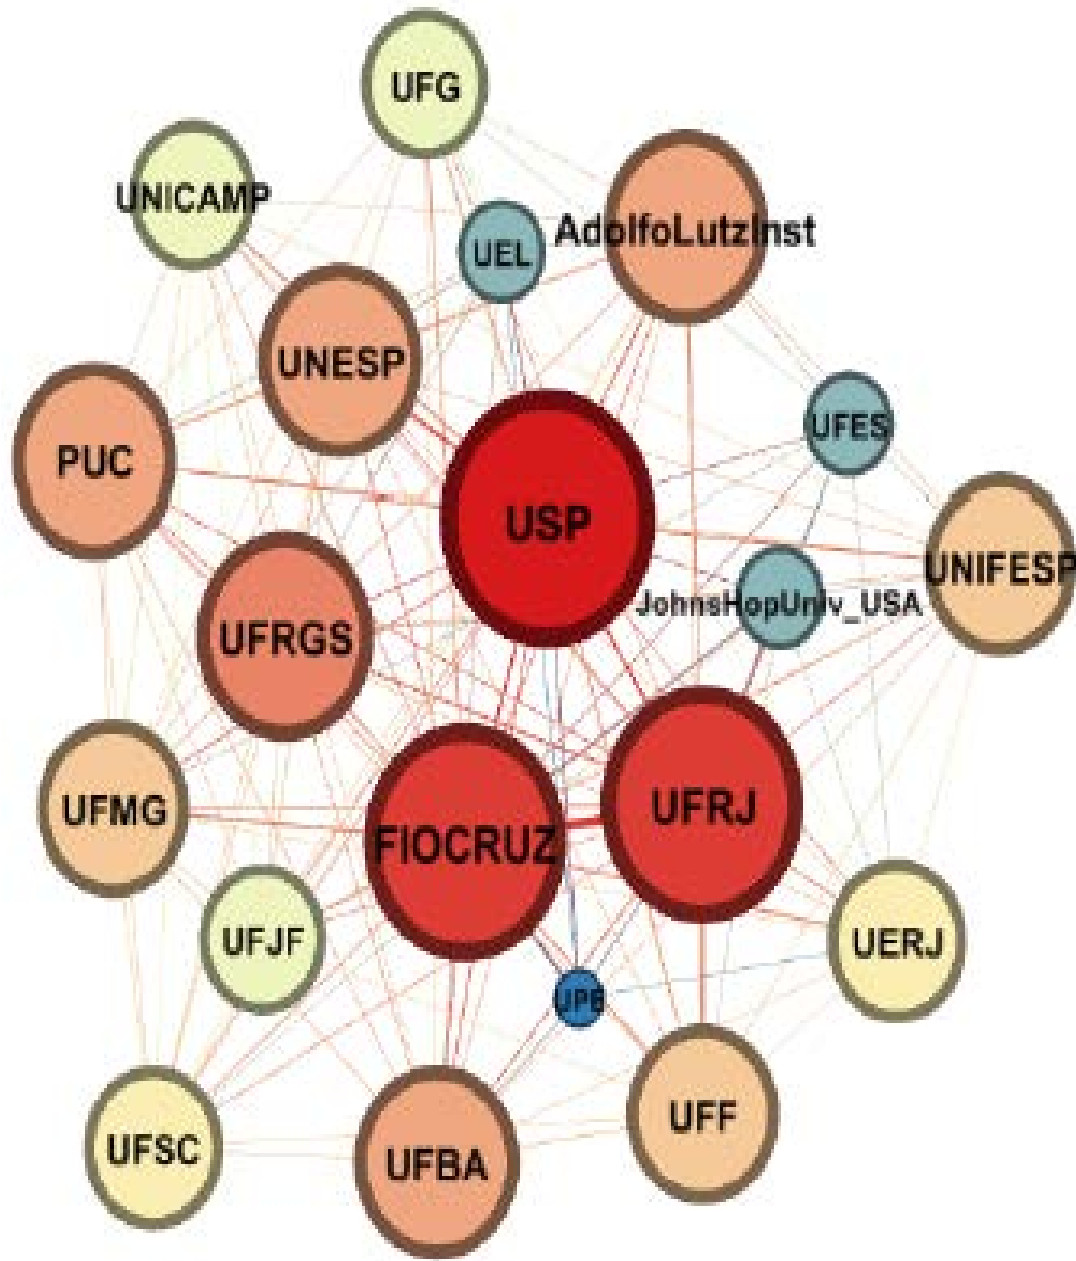 UFG
UNICAMP
AdolfoLutzInst
UEL
UNESP
UFES
PUC
USP
UNIFESP
JohnsHopUniv_USA
UFRGS
UFMG
FIOCRUZ
UFRJ
UFJF
UERJ
UFF
UFSC
UFBA